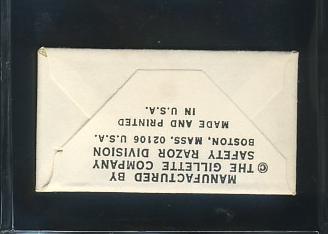 MANUFACTURED BY
© THE GILLETTE COMPANY
SAFETY RAZOR DIVISION
BOSTON, MASS. 02106 U.S.A.
MADE AND PRINTED
IN U.S.A.